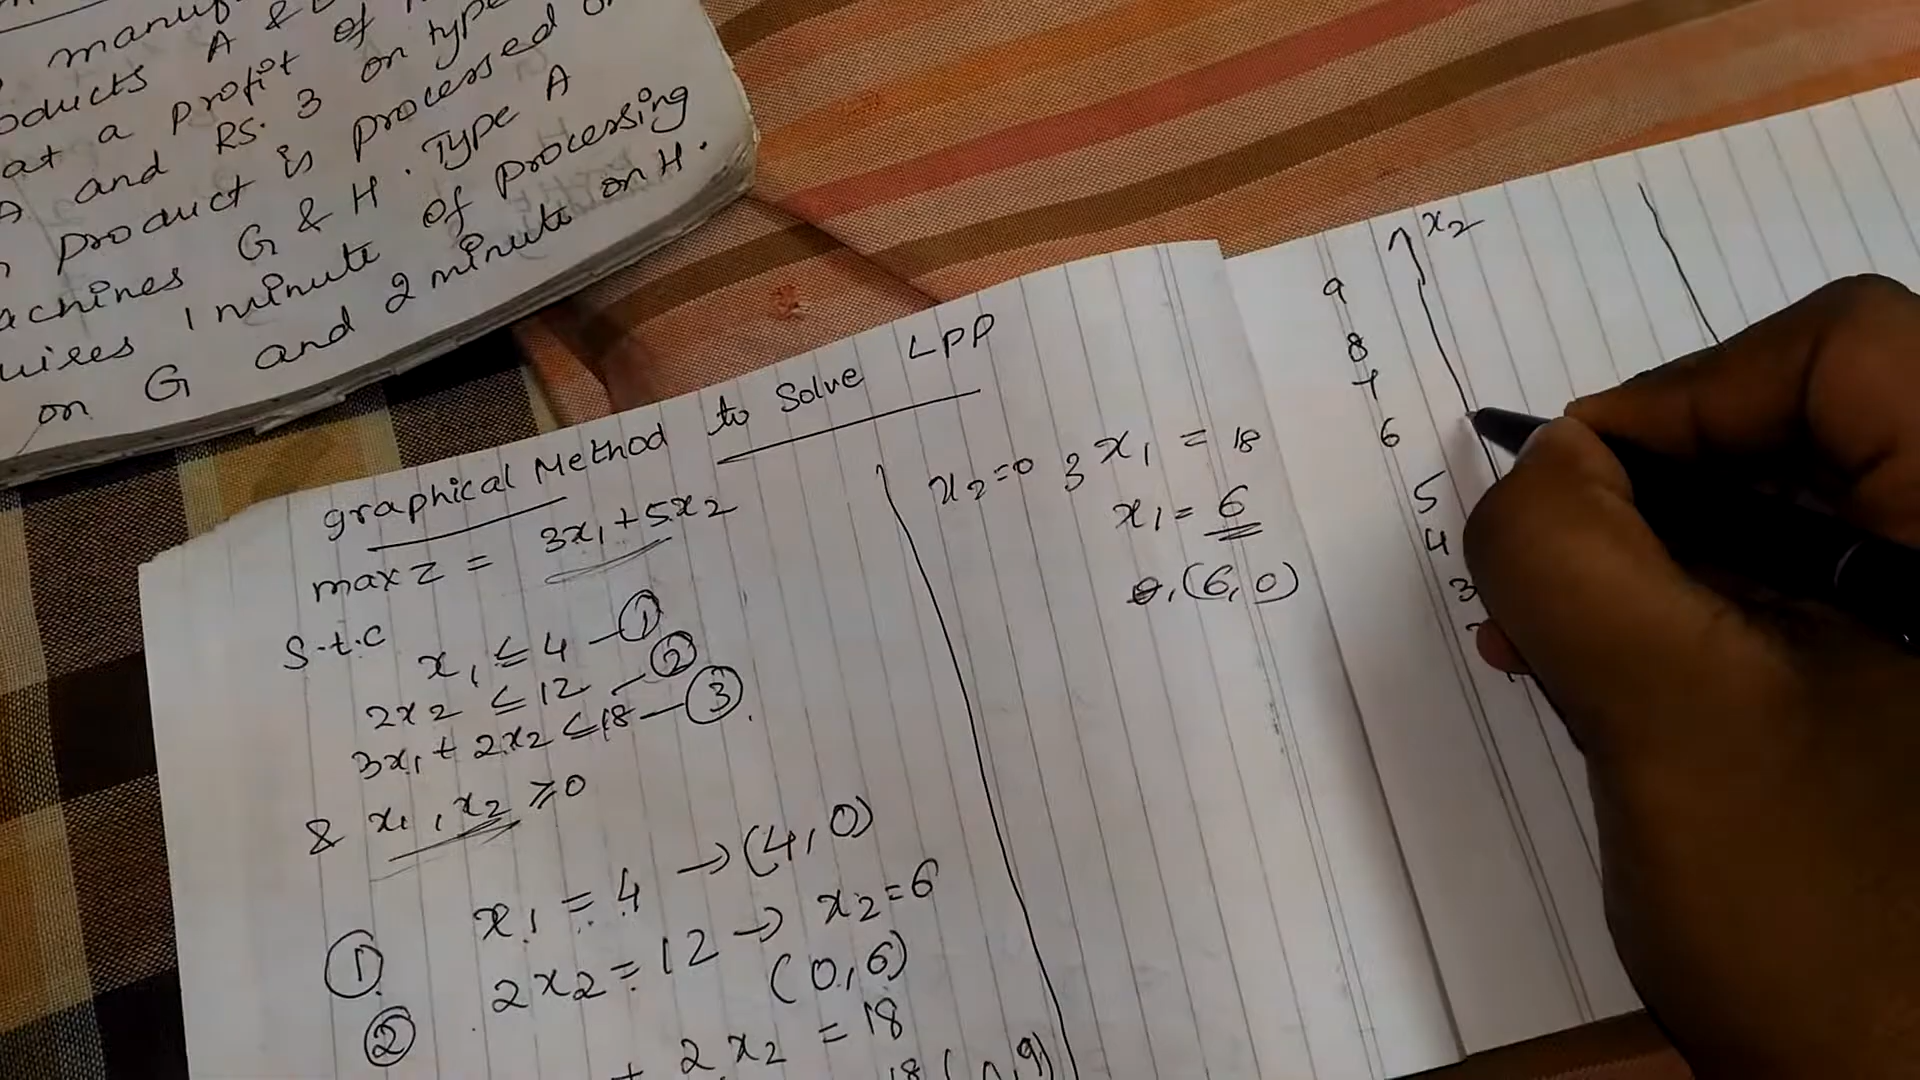 manuf
oducts A &
at a profit of
A and RS. 3 on type
product is processed
achines G & H. Type A
uires 1 minute of processing
on G and 2 minute on H.
graphical Method to Solve LPP
max Z = 3x₁ + 5x₂
S.t.c
x₁ ≤ 4 — ①
2x₂ ≤ 12 — ②
3x₁ + 2x₂ ≤ 18 — ③
& x₁, x₂ ≥ 0
① x₁ = 4 → (4, 0)
② 2x₂ = 12 → x₂ = 6
(0, 6)
+ 2x₂ = 18
18 (0, 9)
x₂ = 0 3x₁ = 18
x₁ = 6
(6, 0)
x₂
9
8
7
6
5
4
3